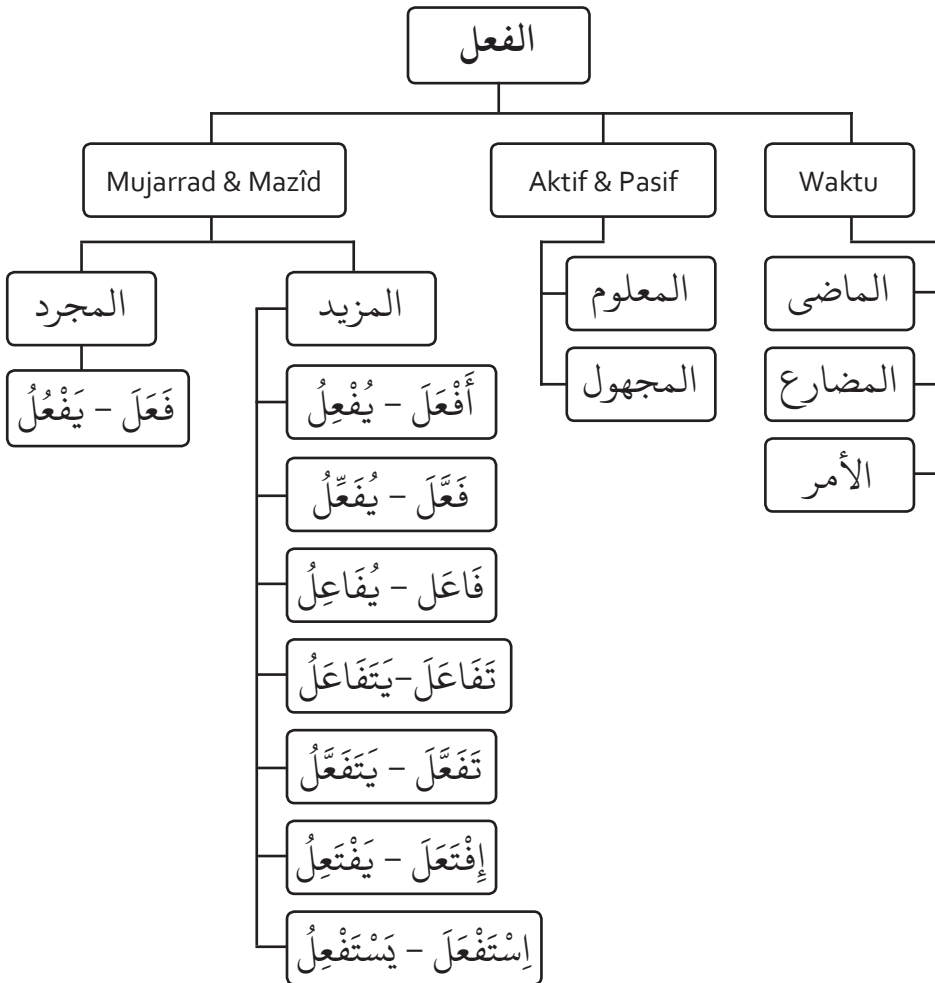 الفعل
Mujarrad & Mazîd
Aktif & Pasif
Waktu
المجرد
فَعَلَ – يَفْعُلُ
المزيد
أَفْعَلَ – يُفْعِلُ
فَعَّلَ – يُفَعِّلُ
فَاعَل – يُفَاعِلُ
تَفَاعَلَ–يَتَفَاعَلُ
تَفَعَّلَ – يَتَفَعَّلُ
إِفْتَعَلَ – يَفْتَعِلُ
اِسْتَفْعَلَ – يَسْتَفْعِلُ
المعلوم
المجهول
الماضى
المضارع
الأمر